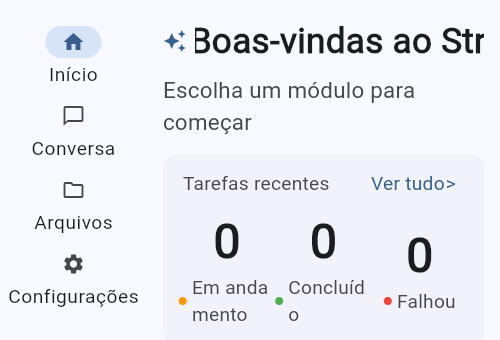 Boas-vindas ao Str
Início
Escolha um módulo para
começar
Conversa
Arquivos
Configurações
Tarefas recentes
Ver tudo>
0
0
0
Em anda
mento
Concluíd
o
Falhou